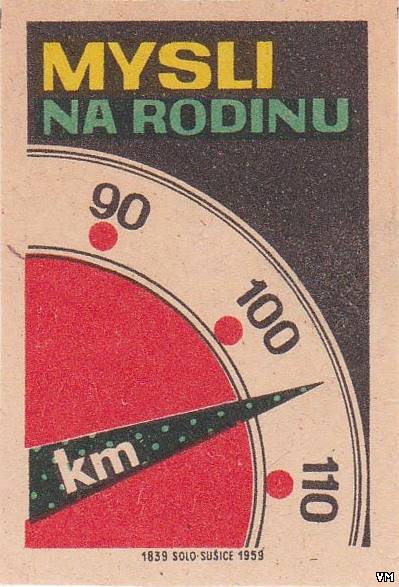 MYSLI
NA RODINU
90
100
km
110
1839 SOLO·SUŠICE 1959
VM